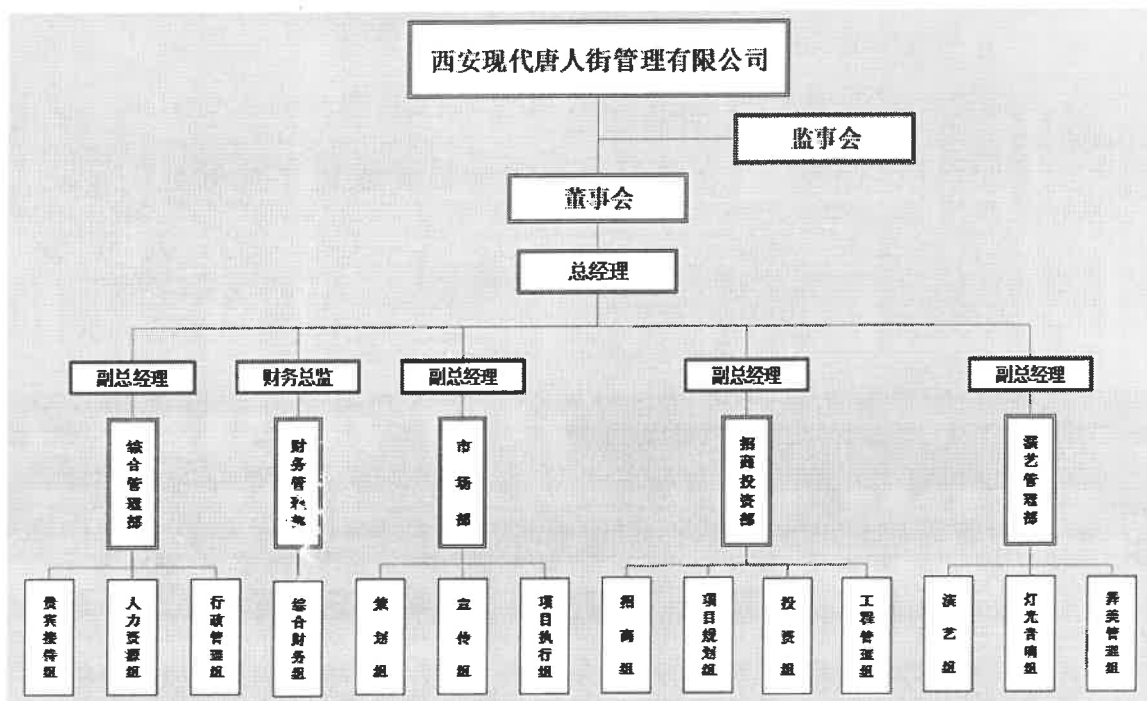 西安现代唐人街管理有限公司
监事会
董事会
总经理
副总经理
财务总监
副总经理
副总经理
副总经理
综合管理部
财务管理部
市场部
招商投资部
演艺管理部
贵宾接待组
人力资源组
行政管理组
综合财务组
策划组
宣传组
项目执行组
招商组
项目规划组
投资组
工程管理组
演艺组
灯光音响组
舞美管理组